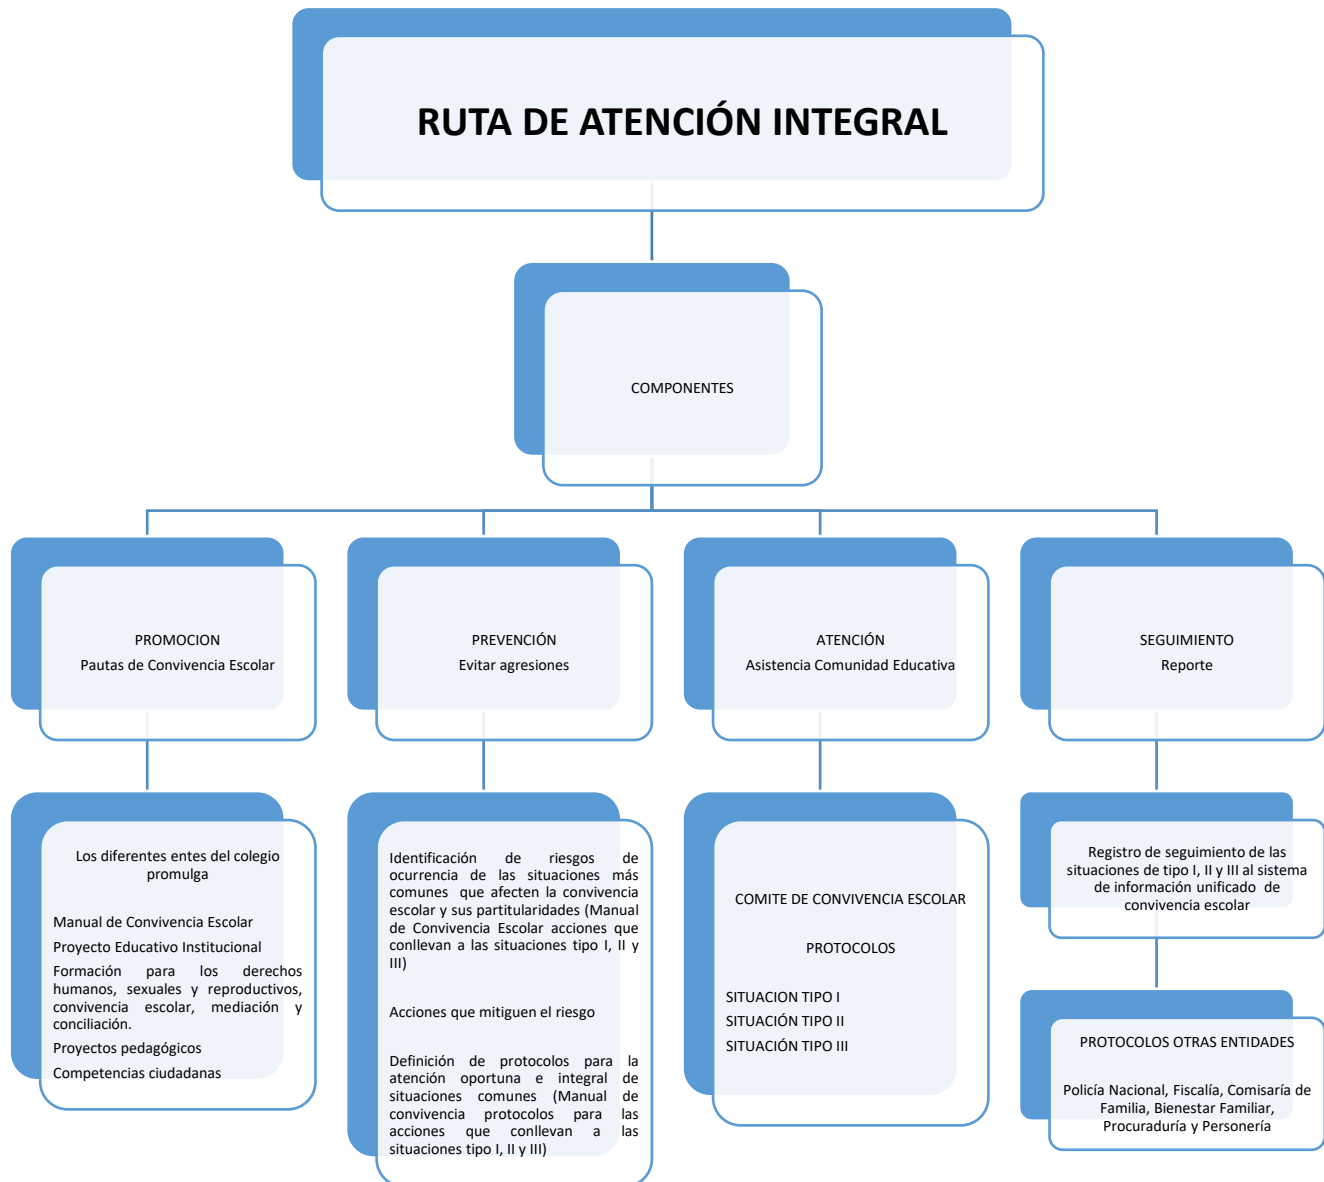 RUTA DE ATENCIÓN INTEGRAL
COMPONENTES
PROMOCION
Pautas de Convivencia Escolar
PREVENCIÓN
Evitar agresiones
ATENCIÓN
Asistencia Comunidad Educativa
SEGUIMIENTO
Reporte
Los diferentes entes del colegio
promulga
Manual de Convivencia Escolar
Proyecto Educativo Institucional
Formación para los derechos
humanos, sexuales y reproductivos,
convivencia escolar, mediación y
conciliación.
Proyectos pedagógicos
Competencias ciudadanas
Identificación de riesgos de
ocurrencia de las situaciones más
comunes que afecten la convivencia
escolar y sus partitularidades (Manual
de Convivencia Escolar acciones que
conllevan a las situaciones tipo I, II y
III)
Acciones que mitiguen el riesgo
Definición de protocolos para la
atención oportuna e integral de
situaciones comunes (Manual de
convivencia protocolos para las
acciones que conllevan a las
situaciones tipo I, II y III)
COMITE DE CONVIVENCIA ESCOLAR
PROTOCOLOS
SITUACION TIPO I
SITUACIÓN TIPO II
SITUACIÓN TIPO III
Registro de seguimiento de las
situaciones de tipo I, II y III al sistema
de información unificado de
convivencia escolar
PROTOCOLOS OTRAS ENTIDADES
Policía Nacional, Fiscalía, Comisaría de
Familia, Bienestar Familiar,
Procuraduría y Personería